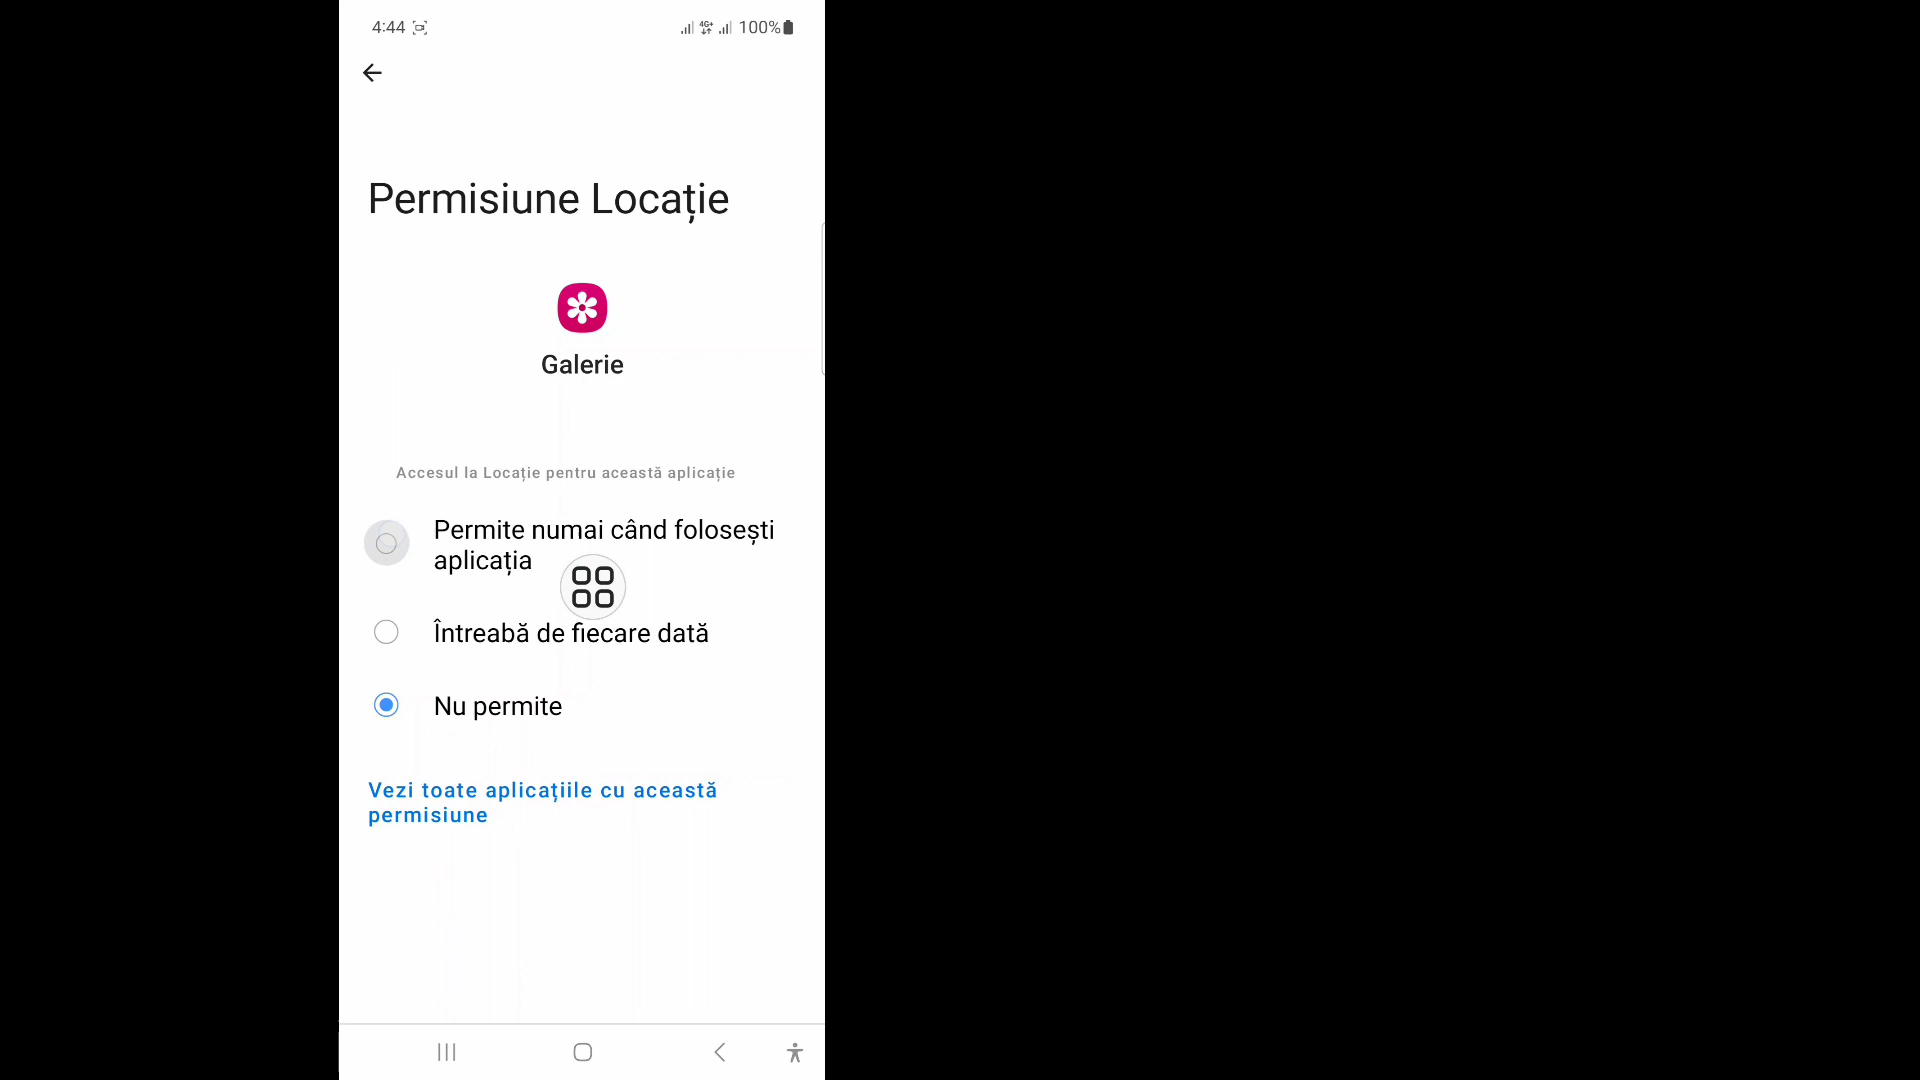 4:44
4G+
100%
Permisiune Locație
Galerie
Accesul la Locație pentru această aplicație
Permite numai când folosești
aplicația
Întreabă de fiecare dată
Nu permite
Vezi toate aplicațiile cu această
permisiune